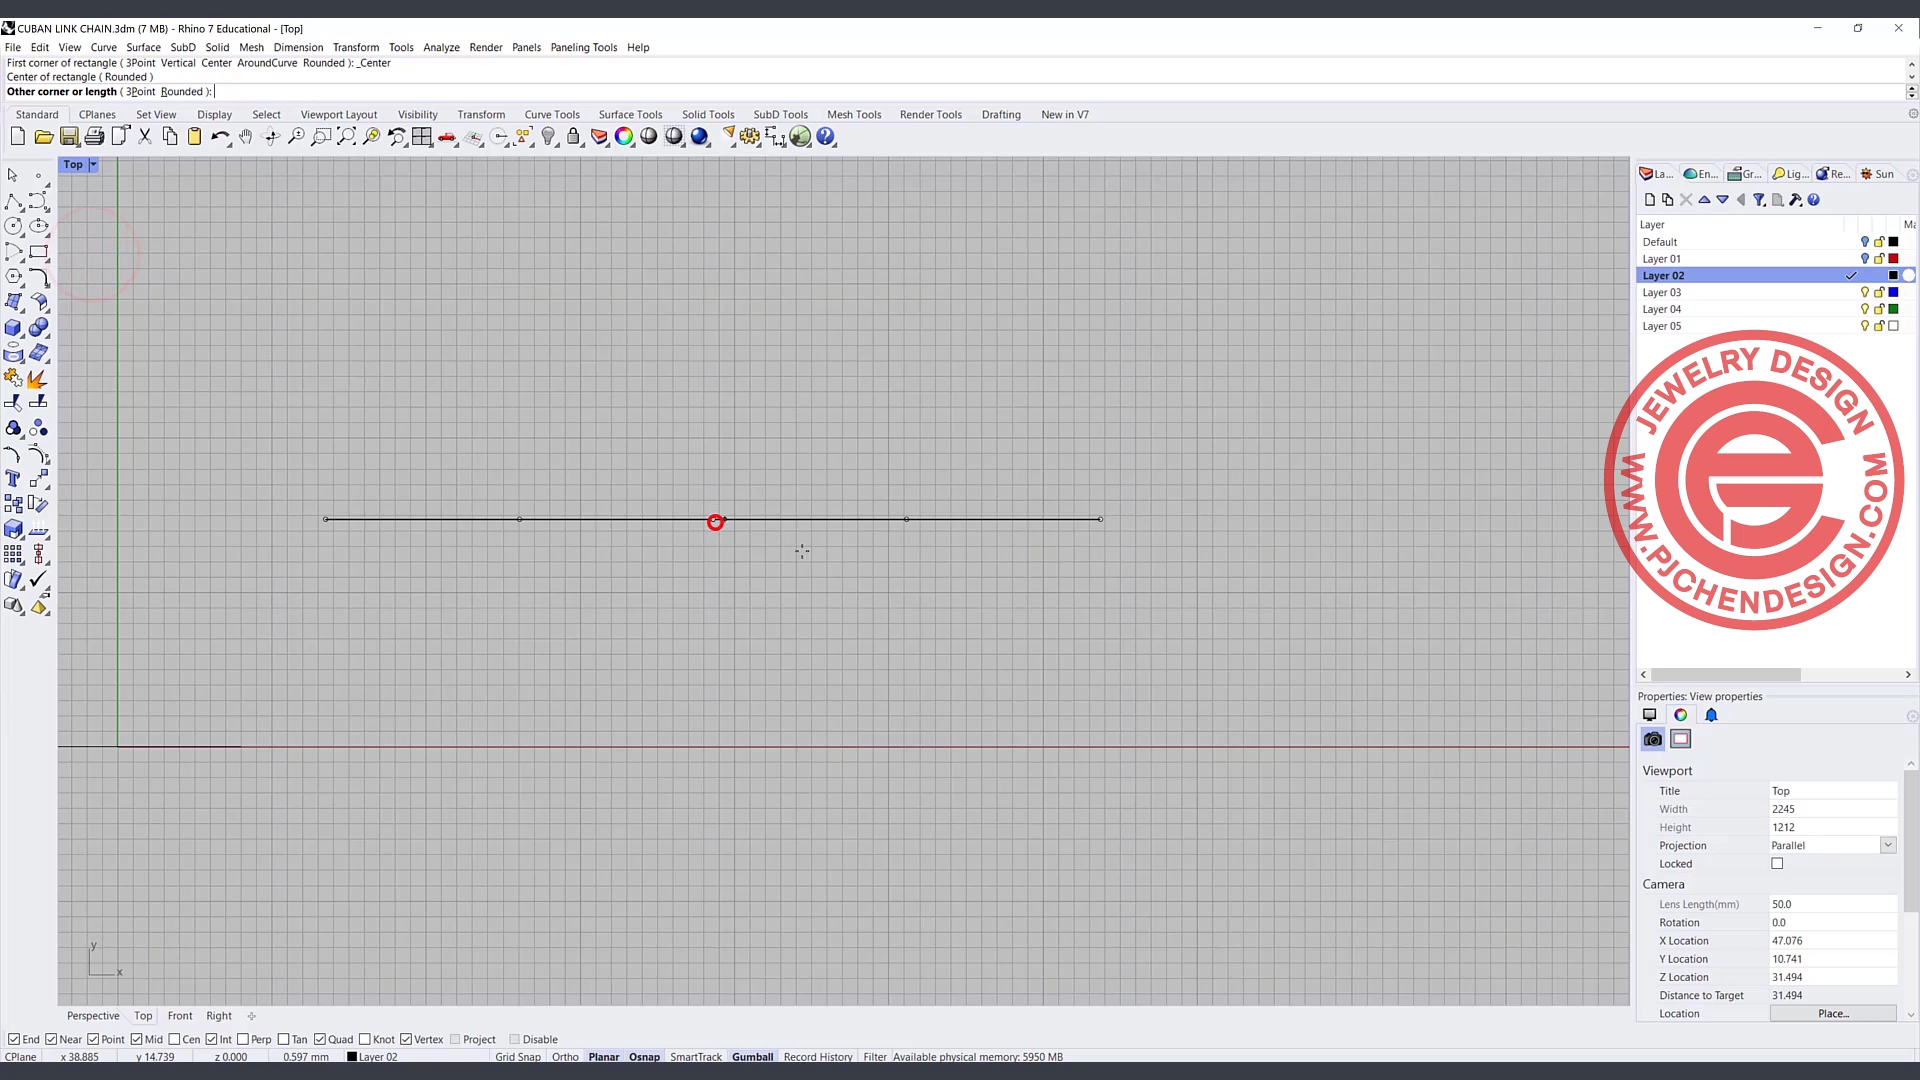 CUBAN LINK CHAIN.3dm (7 MB) - Rhino 7 Educational - [Top]
File Edit View Curve Surface SubD Solid Mesh Dimension Transform Tools Analyze Render Panels Paneling Tools Help
First corner of rectangle ( 3Point Vertical Center AroundCurve Rounded ): _Center
Center of rectangle ( Rounded )
Other corner or length ( 3Point Rounded ):
Standard CPlanes Set View Display Select Viewport Layout Visibility Transform Curve Tools Surface Tools Solid Tools SubD Tools Mesh Tools Render Tools Drafting New in V7
Top
La... En... Gr... Lig... Re... Sun
Layer Ma
Default
Layer 01
Layer 02
Layer 03
Layer 04
Layer 05
JEWELRY DESIGN
WWW.PJCHENDESIGN.COM
Properties: View properties
Viewport
Title Top
Width 2245
Height 1212
Projection Parallel
Locked
Camera
Lens Length(mm) 50.0
Rotation 0.0
X Location 47.076
Y Location 10.741
Z Location 31.494
Distance to Target 31.494
Location Place...
y
x
Perspective Top Front Right
End Near Point Mid Cen Int Perp Tan Quad Knot Vertex Project Disable
CPlane x 38.885 y 14.739 z 0.000 0.597 mm Layer 02 Grid Snap Ortho Planar Osnap SmartTrack Gumball Record History Filter Available physical memory: 5950 MB